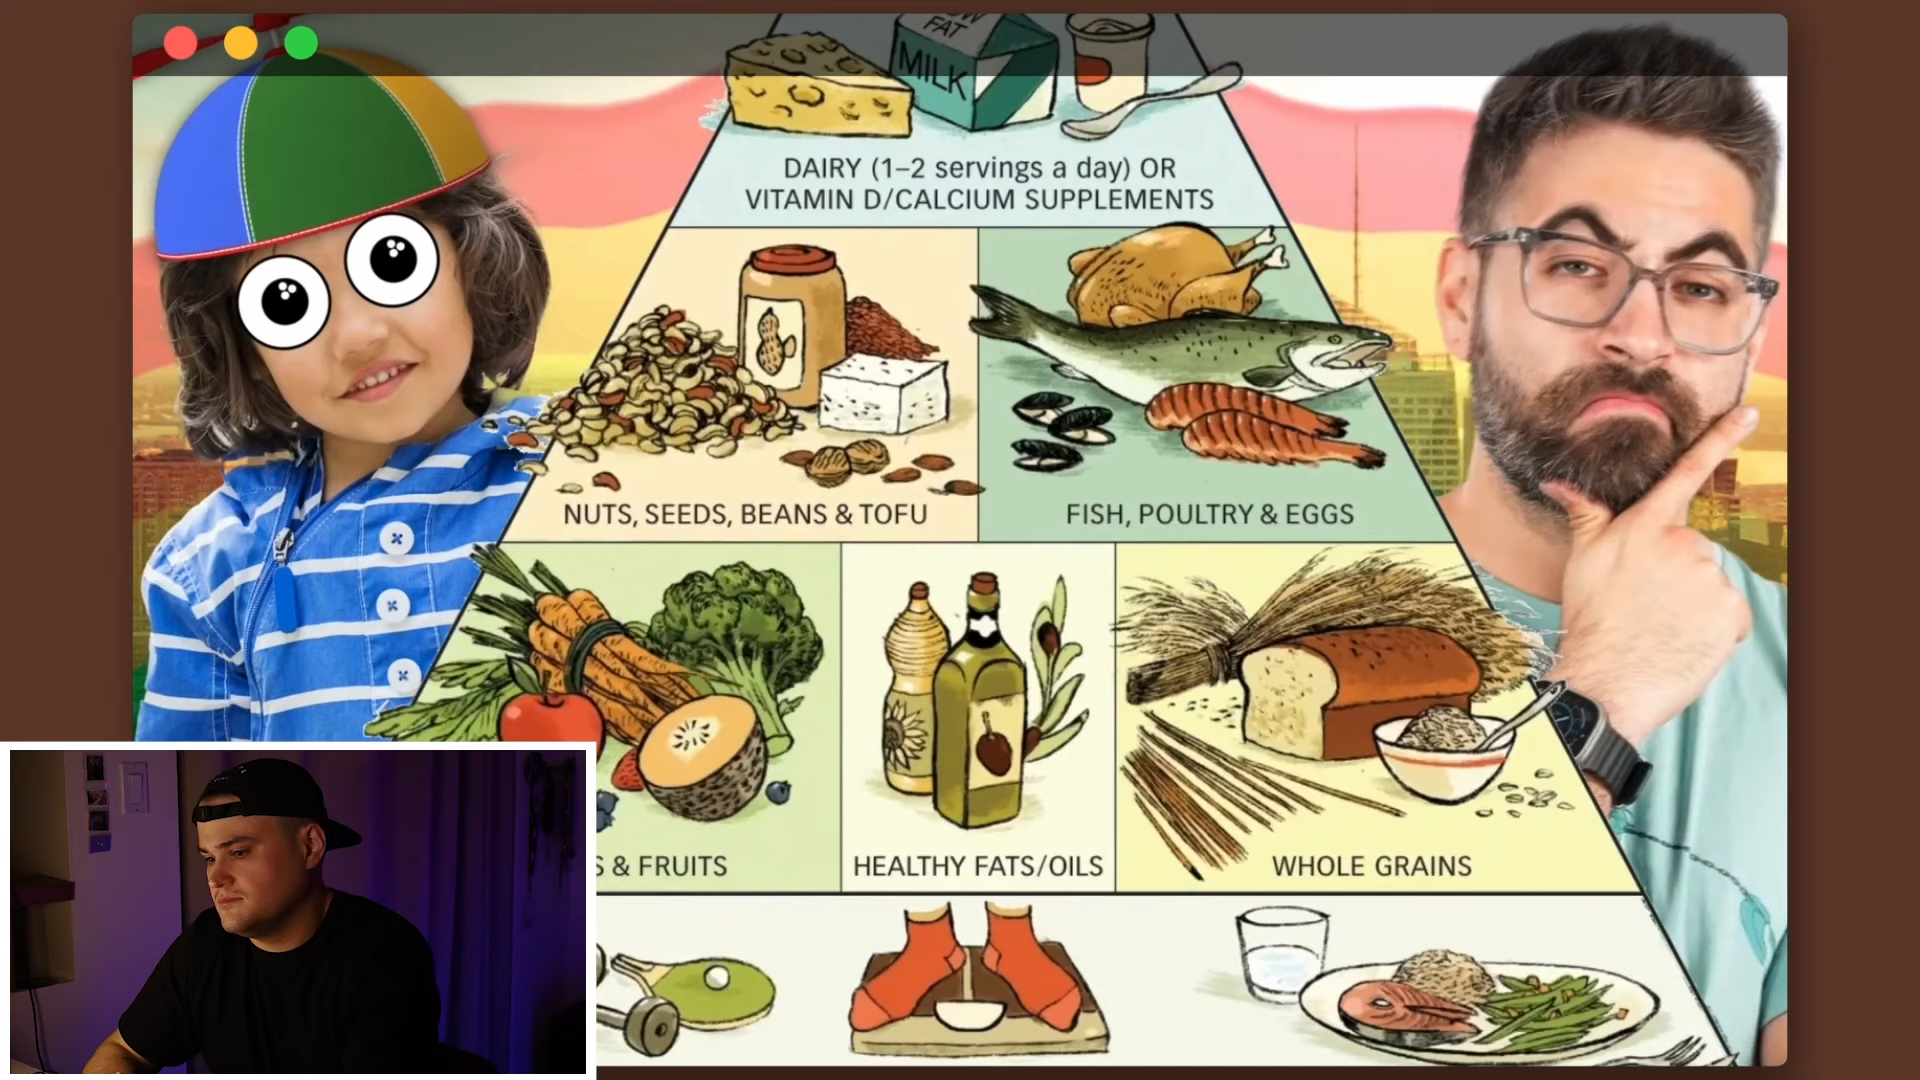 FAT
MILK
DAIRY (1–2 servings a day) OR
VITAMIN D/CALCIUM SUPPLEMENTS
NUTS, SEEDS, BEANS & TOFU
FISH, POULTRY & EGGS
& FRUITS
HEALTHY FATS/OILS
WHOLE GRAINS